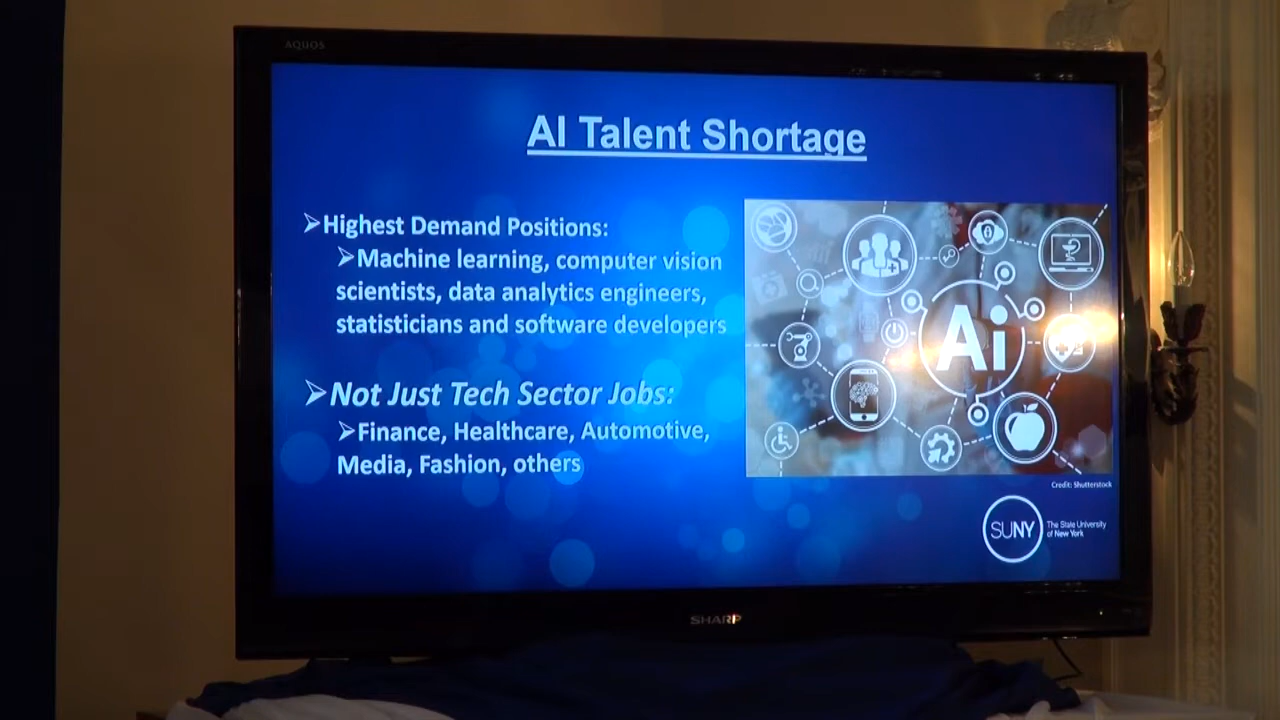 AQUOS
AI Talent Shortage
➢Highest Demand Positions:
➢Machine learning, computer vision
scientists, data analytics engineers,
statisticians and software developers
➢Not Just Tech Sector Jobs:
➢Finance, Healthcare, Automotive,
Media, Fashion, others
Ai
Credit: Shutterstock
SUNY
The State University
of New York
SHARP